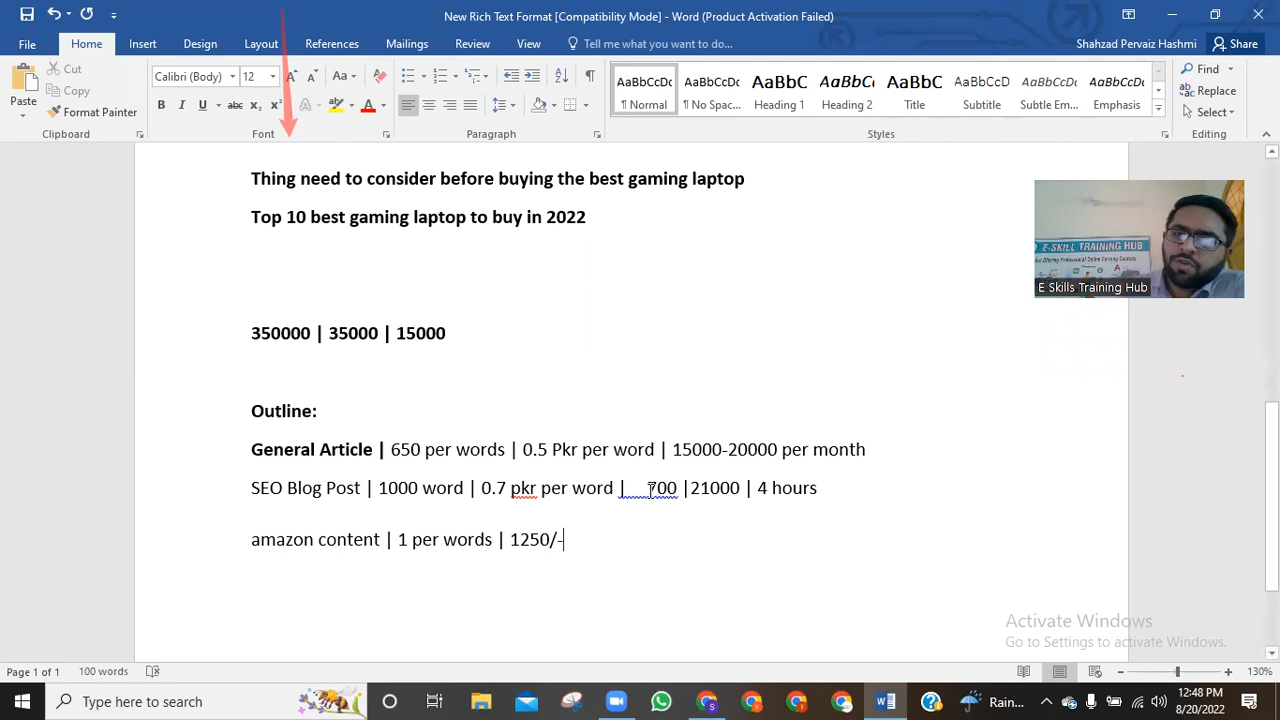 New Rich Text Format [Compatibility Mode] - Word (Product Activation Failed)
File Home Insert Design Layout References Mailings Review View Tell me what you want to do... Shahzad Pervaiz Hashmi Share
Paste Cut Copy Format Painter
Calibri (Body) 12
AaBbCcDc AaBbCcDc AaBbC AaBbCc AaBbC AaBbCcD AaBbCcDc AaBbCcDc
¶ Normal ¶ No Spac... Heading 1 Heading 2 Title Subtitle Subtle Em... Emphasis
Find Replace Select
Clipboard Font Paragraph Styles Editing
Thing need to consider before buying the best gaming laptop
Top 10 best gaming laptop to buy in 2022
E-SKILL TRAINING HUB
E Skills Training Hub
350000 | 35000 | 15000
Outline:
General Article | 650 per words | 0.5 Pkr per word | 15000-20000 per month
SEO Blog Post | 1000 word | 0.7 pkr per word | 700 |21000 | 4 hours
amazon content | 1 per words | 1250/-
Activate Windows
Go to Settings to activate Windows.
Page 1 of 1 100 words 130%
Type here to search Rain... 12:48 PM
8/20/2022